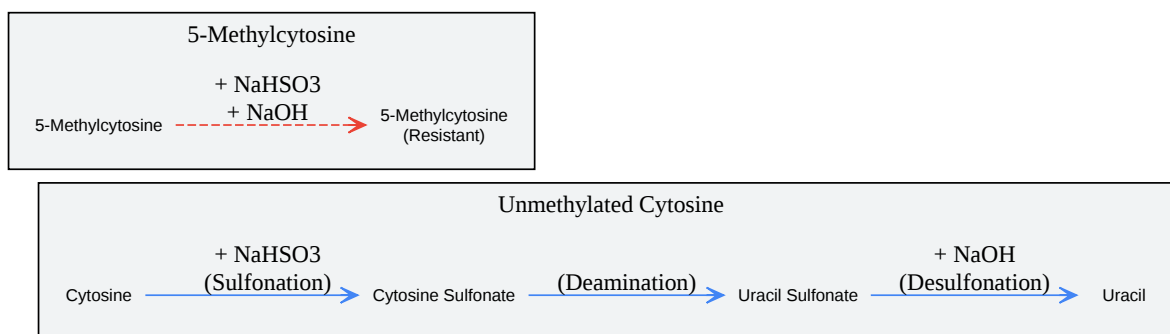 5-Methylcytosine
+ NaHSO3
+ NaOH
5-Methylcytosine
5-Methylcytosine
(Resistant)
Unmethylated Cytosine
+ NaHSO3
(Sulfonation)
(Deamination)
+ NaOH
(Desulfonation)
Cytosine
Cytosine Sulfonate
Uracil Sulfonate
Uracil